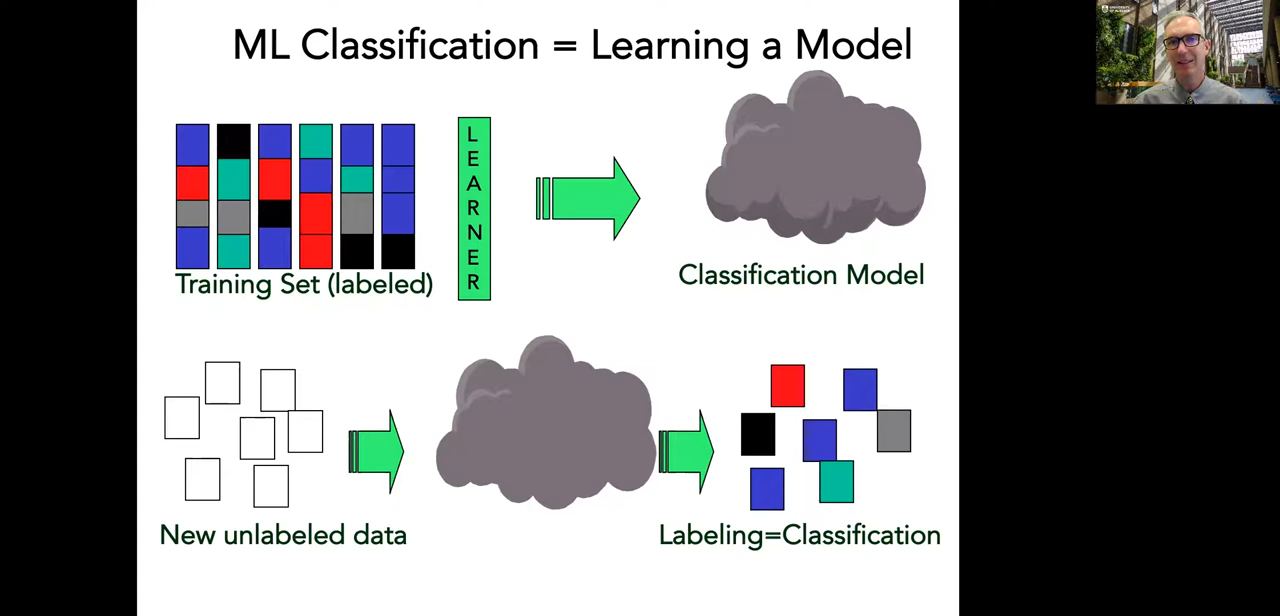 ML Classification = Learning a Model
L
E
A
R
N
E
R
Training Set (labeled)
Classification Model
New unlabeled data
Labeling=Classification